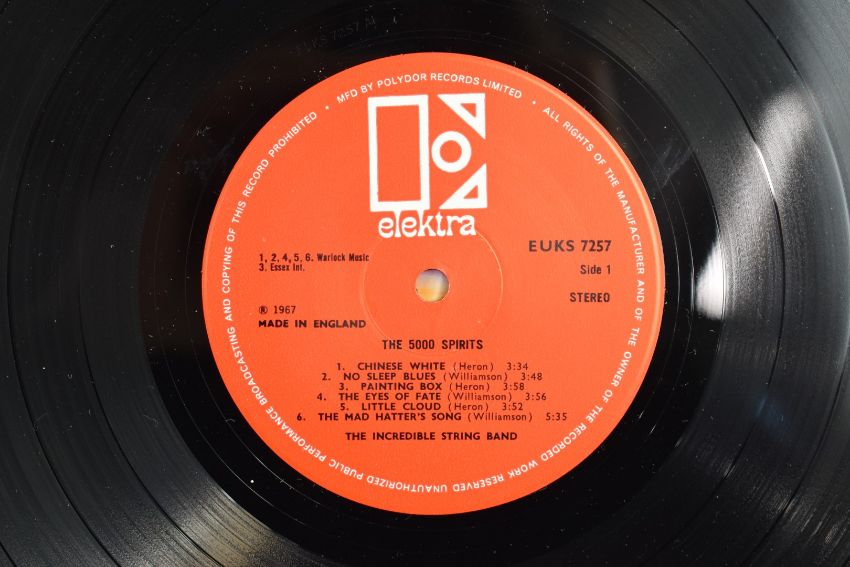 EUKS 7257 A
MFD BY POLYDOR RECORDS LIMITED • ALL RIGHTS OF THE MANUFACTURER AND OF THE OWNER OF THE RECORDED WORK RESERVED UNAUTHORIZED PUBLIC PERFORMANCE BROADCASTING AND COPYING OF THIS RECORD PROHIBITED •
elektra
EUKS 7257
1, 2, 4, 5, 6. Warlock Music
3. Essex Int.
Side 1
STEREO
℗ 1967
MADE IN ENGLAND
THE 5000 SPIRITS
1. CHINESE WHITE (Heron) 3:34
2. NO SLEEP BLUES (Williamson) 3:48
3. PAINTING BOX (Heron) 3:58
4. THE EYES OF FATE (Williamson) 3:56
5. LITTLE CLOUD (Heron) 3:52
6. THE MAD HATTER'S SONG (Williamson) 5:35
THE INCREDIBLE STRING BAND